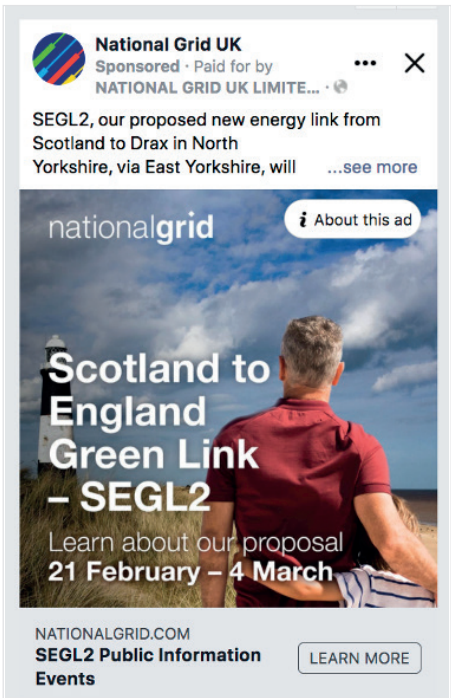 National Grid UK
Sponsored · Paid for by
NATIONAL GRID UK LIMITE... ·
SEGL2, our proposed new energy link from
Scotland to Drax in North
Yorkshire, via East Yorkshire, will ...see more
nationalgrid
i About this ad
Scotland to
England
Green Link
– SEGL2
Learn about our proposal
21 February – 4 March
NATIONALGRID.COM
SEGL2 Public Information
Events
LEARN MORE